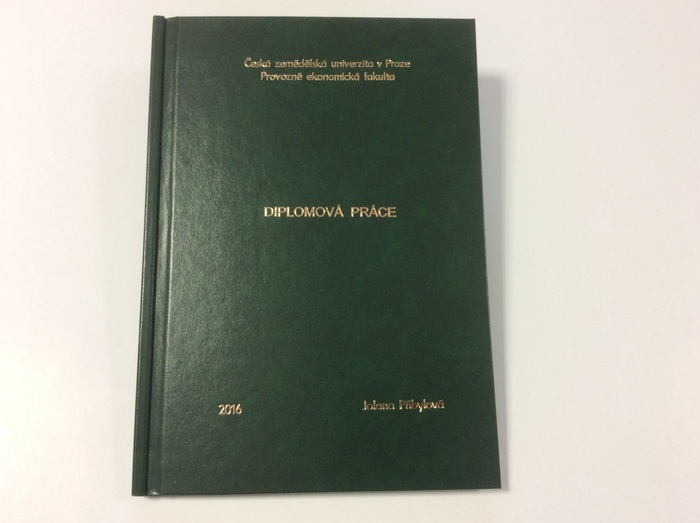 Česká zemědělská univerzita v Praze
Provozně ekonomická fakulta
DIPLOMOVÁ PRÁCE
2016 Jolana Přibylová